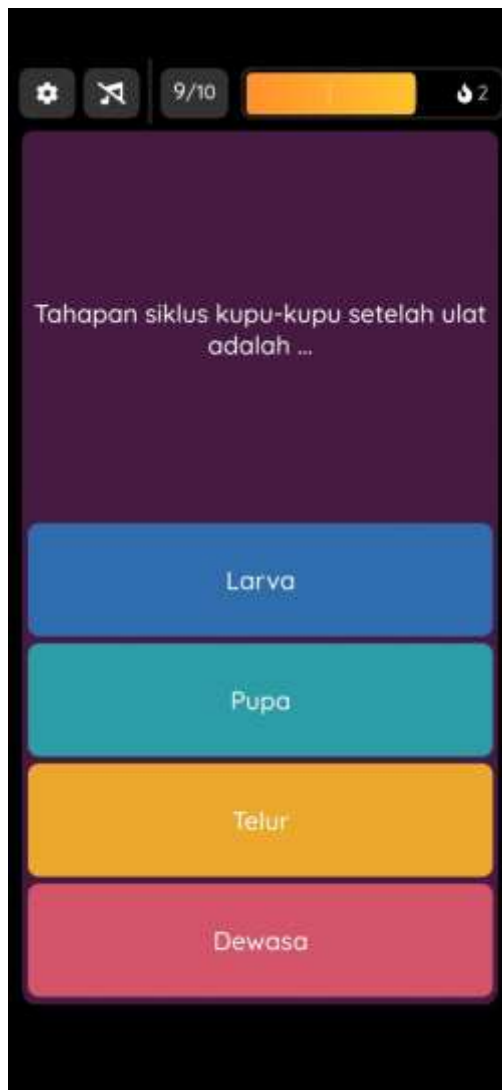 9/10
2
Tahapan siklus kupu-kupu setelah ulat
adalah ...
Larva
Pupa
Telur
Dewasa